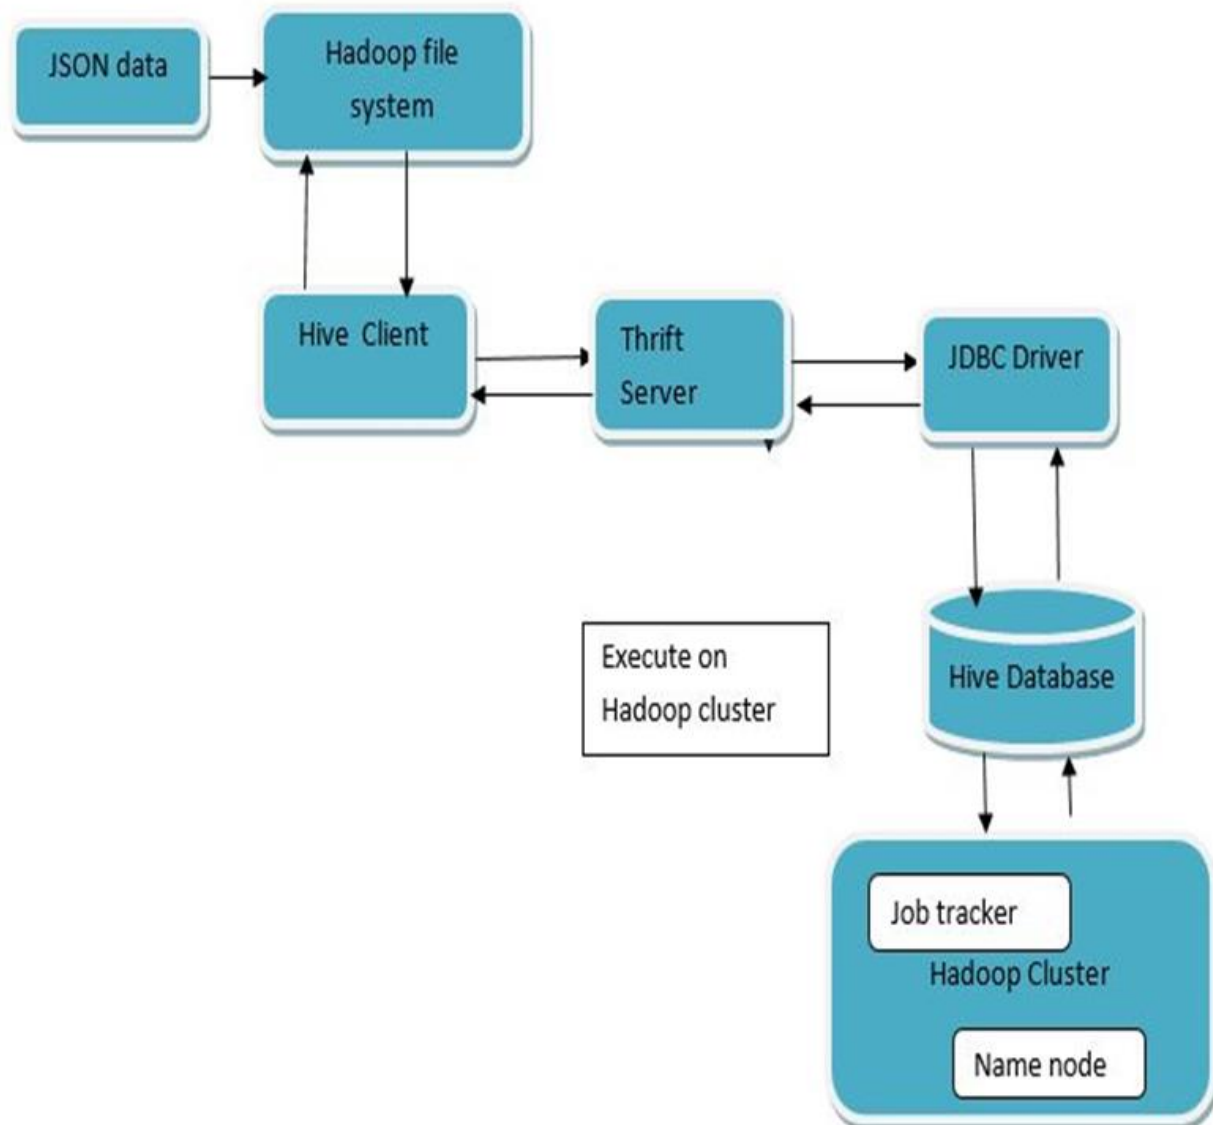 JSON data
Hadoop file
system
Hive Client
Thrift
Server
JDBC Driver
Execute on
Hadoop cluster
Hive Database
Job tracker
Hadoop Cluster
Name node